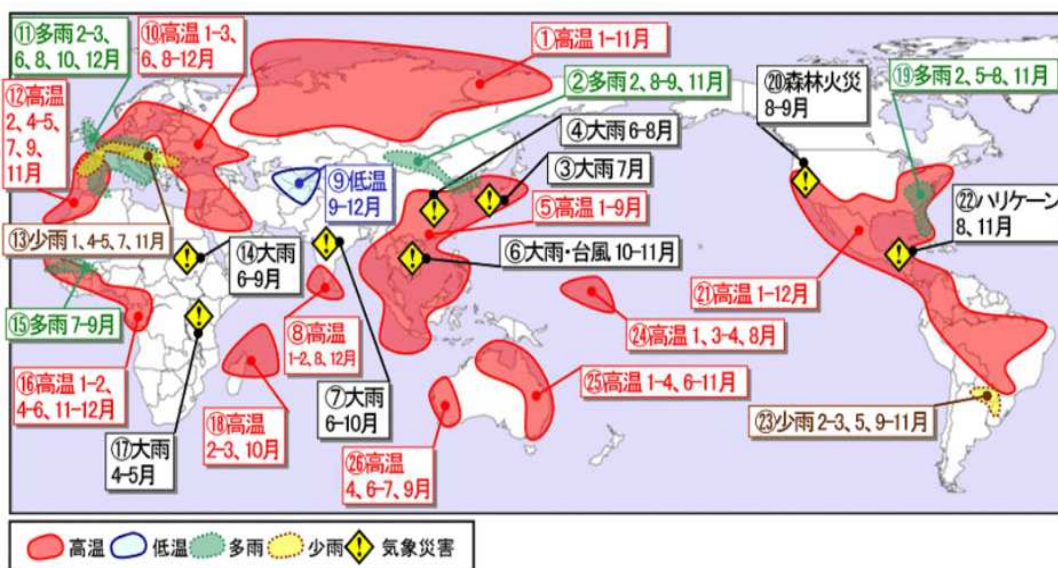 ⑪多雨 2-3、
6、8、10、12月
⑩高温 1-3、
6、8-12月
①高温 1-11月
②多雨 2、8-9、11月
⑳森林火災
8-9月
⑲多雨 2、5-8、11月
⑫高温
2、4-5、
7、9、
11月
④大雨 6-8月
③大雨 7月
⑨低温
9-12月
⑤高温 1-9月
㉒ハリケーン
8、11月
⑬少雨 1、4-5、7、11月
⑭大雨
6-9月
⑥大雨・台風 10-11月
㉑高温 1-12月
⑮多雨 7-9月
⑧高温
1-2、8、12月
㉔高温 1、3-4、8月
⑯高温 1-2、
4-6、11-12月
⑱高温
2-3、10月
⑦大雨
6-10月
㉕高温 1-4、6-11月
㉓少雨 2-3、5、9-11月
⑰大雨
4-5月
㉖高温
4、6-7、9月
高温 低温 多雨 少雨 気象災害